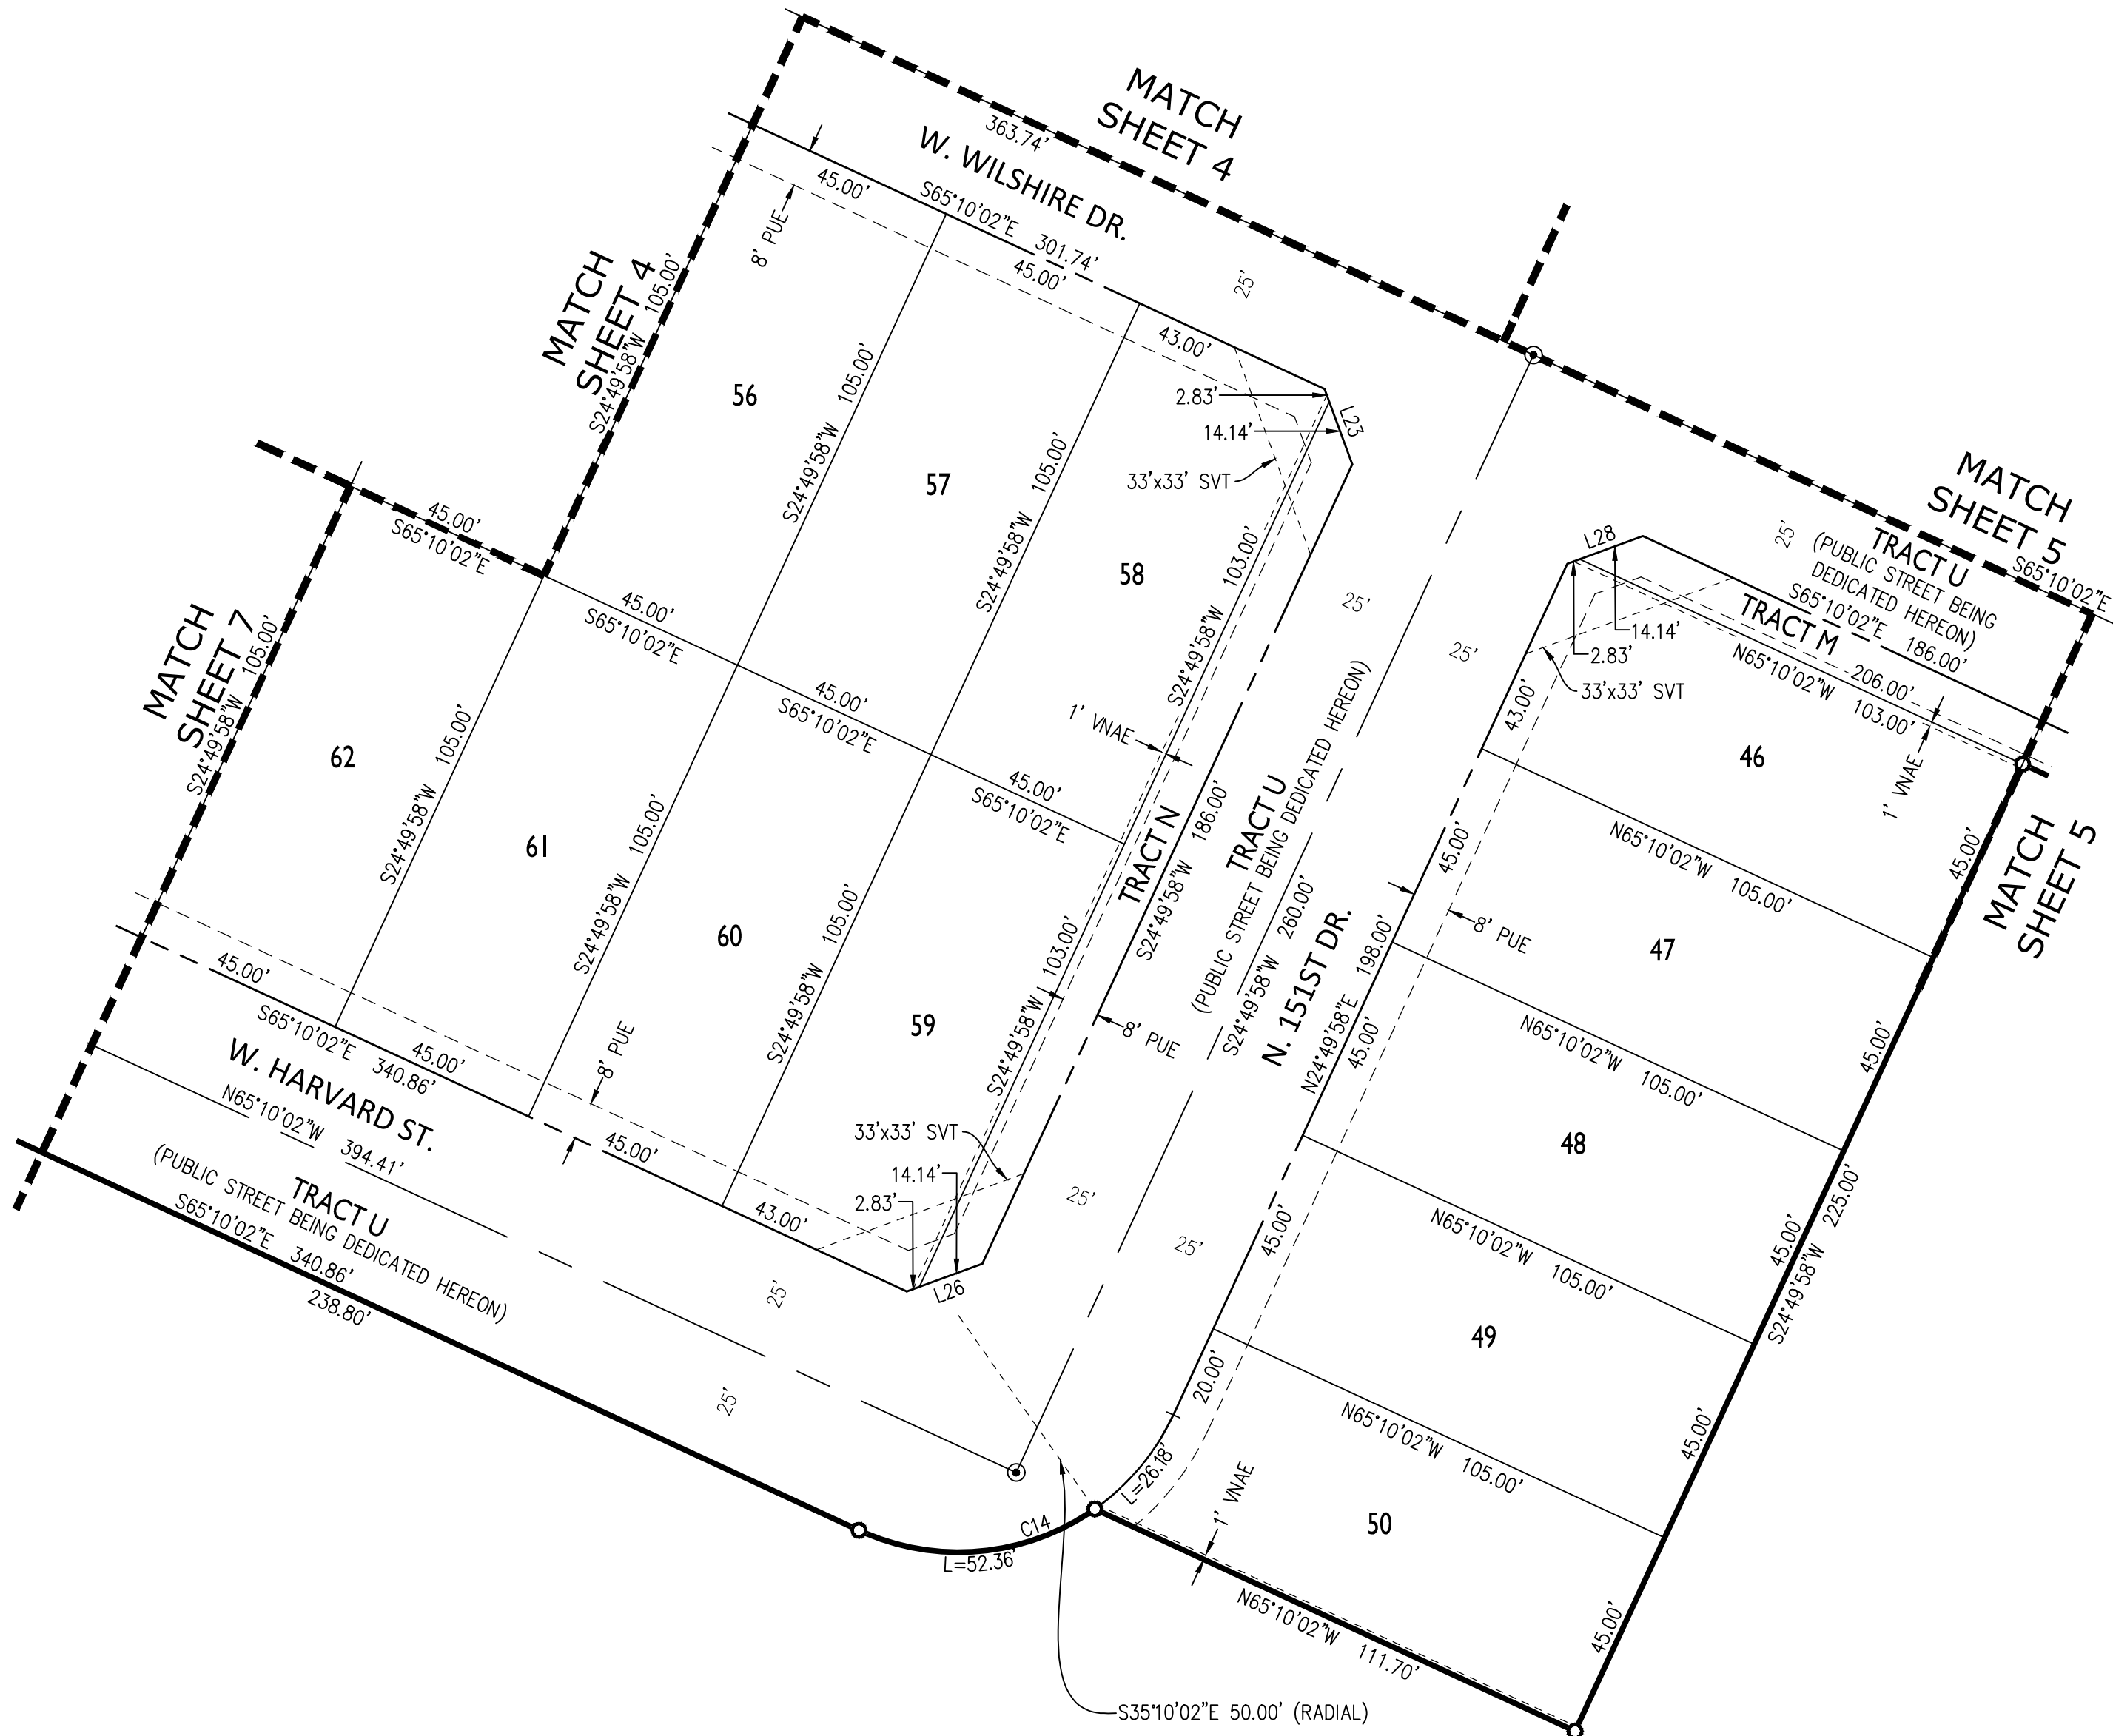 MATCH
SHEET 4
363.74'
W. WILSHIRE DR.
45.00'
S65°10'02"E 301.74'
45.00'
8' PUE
25'
43.00'
2.83'
14.14'
L23
33'x33' SVT
MATCH
SHEET 4
S24°49'58"W 105.00'
56
S24°49'58"W 105.00'
57
S24°49'58"W 105.00'
58
S24°49'58"W 103.00'
45.00'
S65°10'02"E
45.00'
S65°10'02"E
45.00'
S65°10'02"E
45.00'
S65°10'02"E
MATCH
SHEET 7
S24°49'58"W 105.00'
62
S24°49'58"W 105.00'
61
S24°49'58"W 105.00'
60
S24°49'58"W 105.00'
59
S24°49'58"W 103.00'
1' VNAE
TRACT N
S24°49'58"W 186.00'
8' PUE
TRACT U
(PUBLIC STREET BEING DEDICATED HEREON)
S24°49'58"W 260.00'
N. 151ST DR.
25'
25'
25'
25'
N24°49'58"E 198.00'
MATCH
SHEET 5
S65°10'02"E
25'
TRACT U
(PUBLIC STREET BEING
DEDICATED HEREON)
S65°10'02"E 186.00'
TRACT M
206.00'
N65°10'02"W 103.00'
L28
14.14'
2.83'
33'x33' SVT
1' VNAE
43.00'
46
45.00'
N65°10'02"W 105.00'
45.00'
8' PUE
47
45.00'
N65°10'02"W 105.00'
45.00'
48
45.00'
N65°10'02"W 105.00'
45.00'
49
45.00'
N65°10'02"W 105.00'
20.00'
50
45.00'
MATCH
SHEET 5
S24°49'58"W 225.00'
L=26.18'
1' VNAE
N65°10'02"W 111.70'
45.00'
S65°10'02"E 340.86'
45.00'
8' PUE
45.00'
43.00'
33'x33' SVT
14.14'
2.83'
L26
W. HARVARD ST.
N65°10'02"W 394.41'
TRACT U
(PUBLIC STREET BEING DEDICATED HEREON)
S65°10'02"E 340.86'
238.80'
25'
25'
C14
L=52.36'
S35°10'02"E 50.00' (RADIAL)